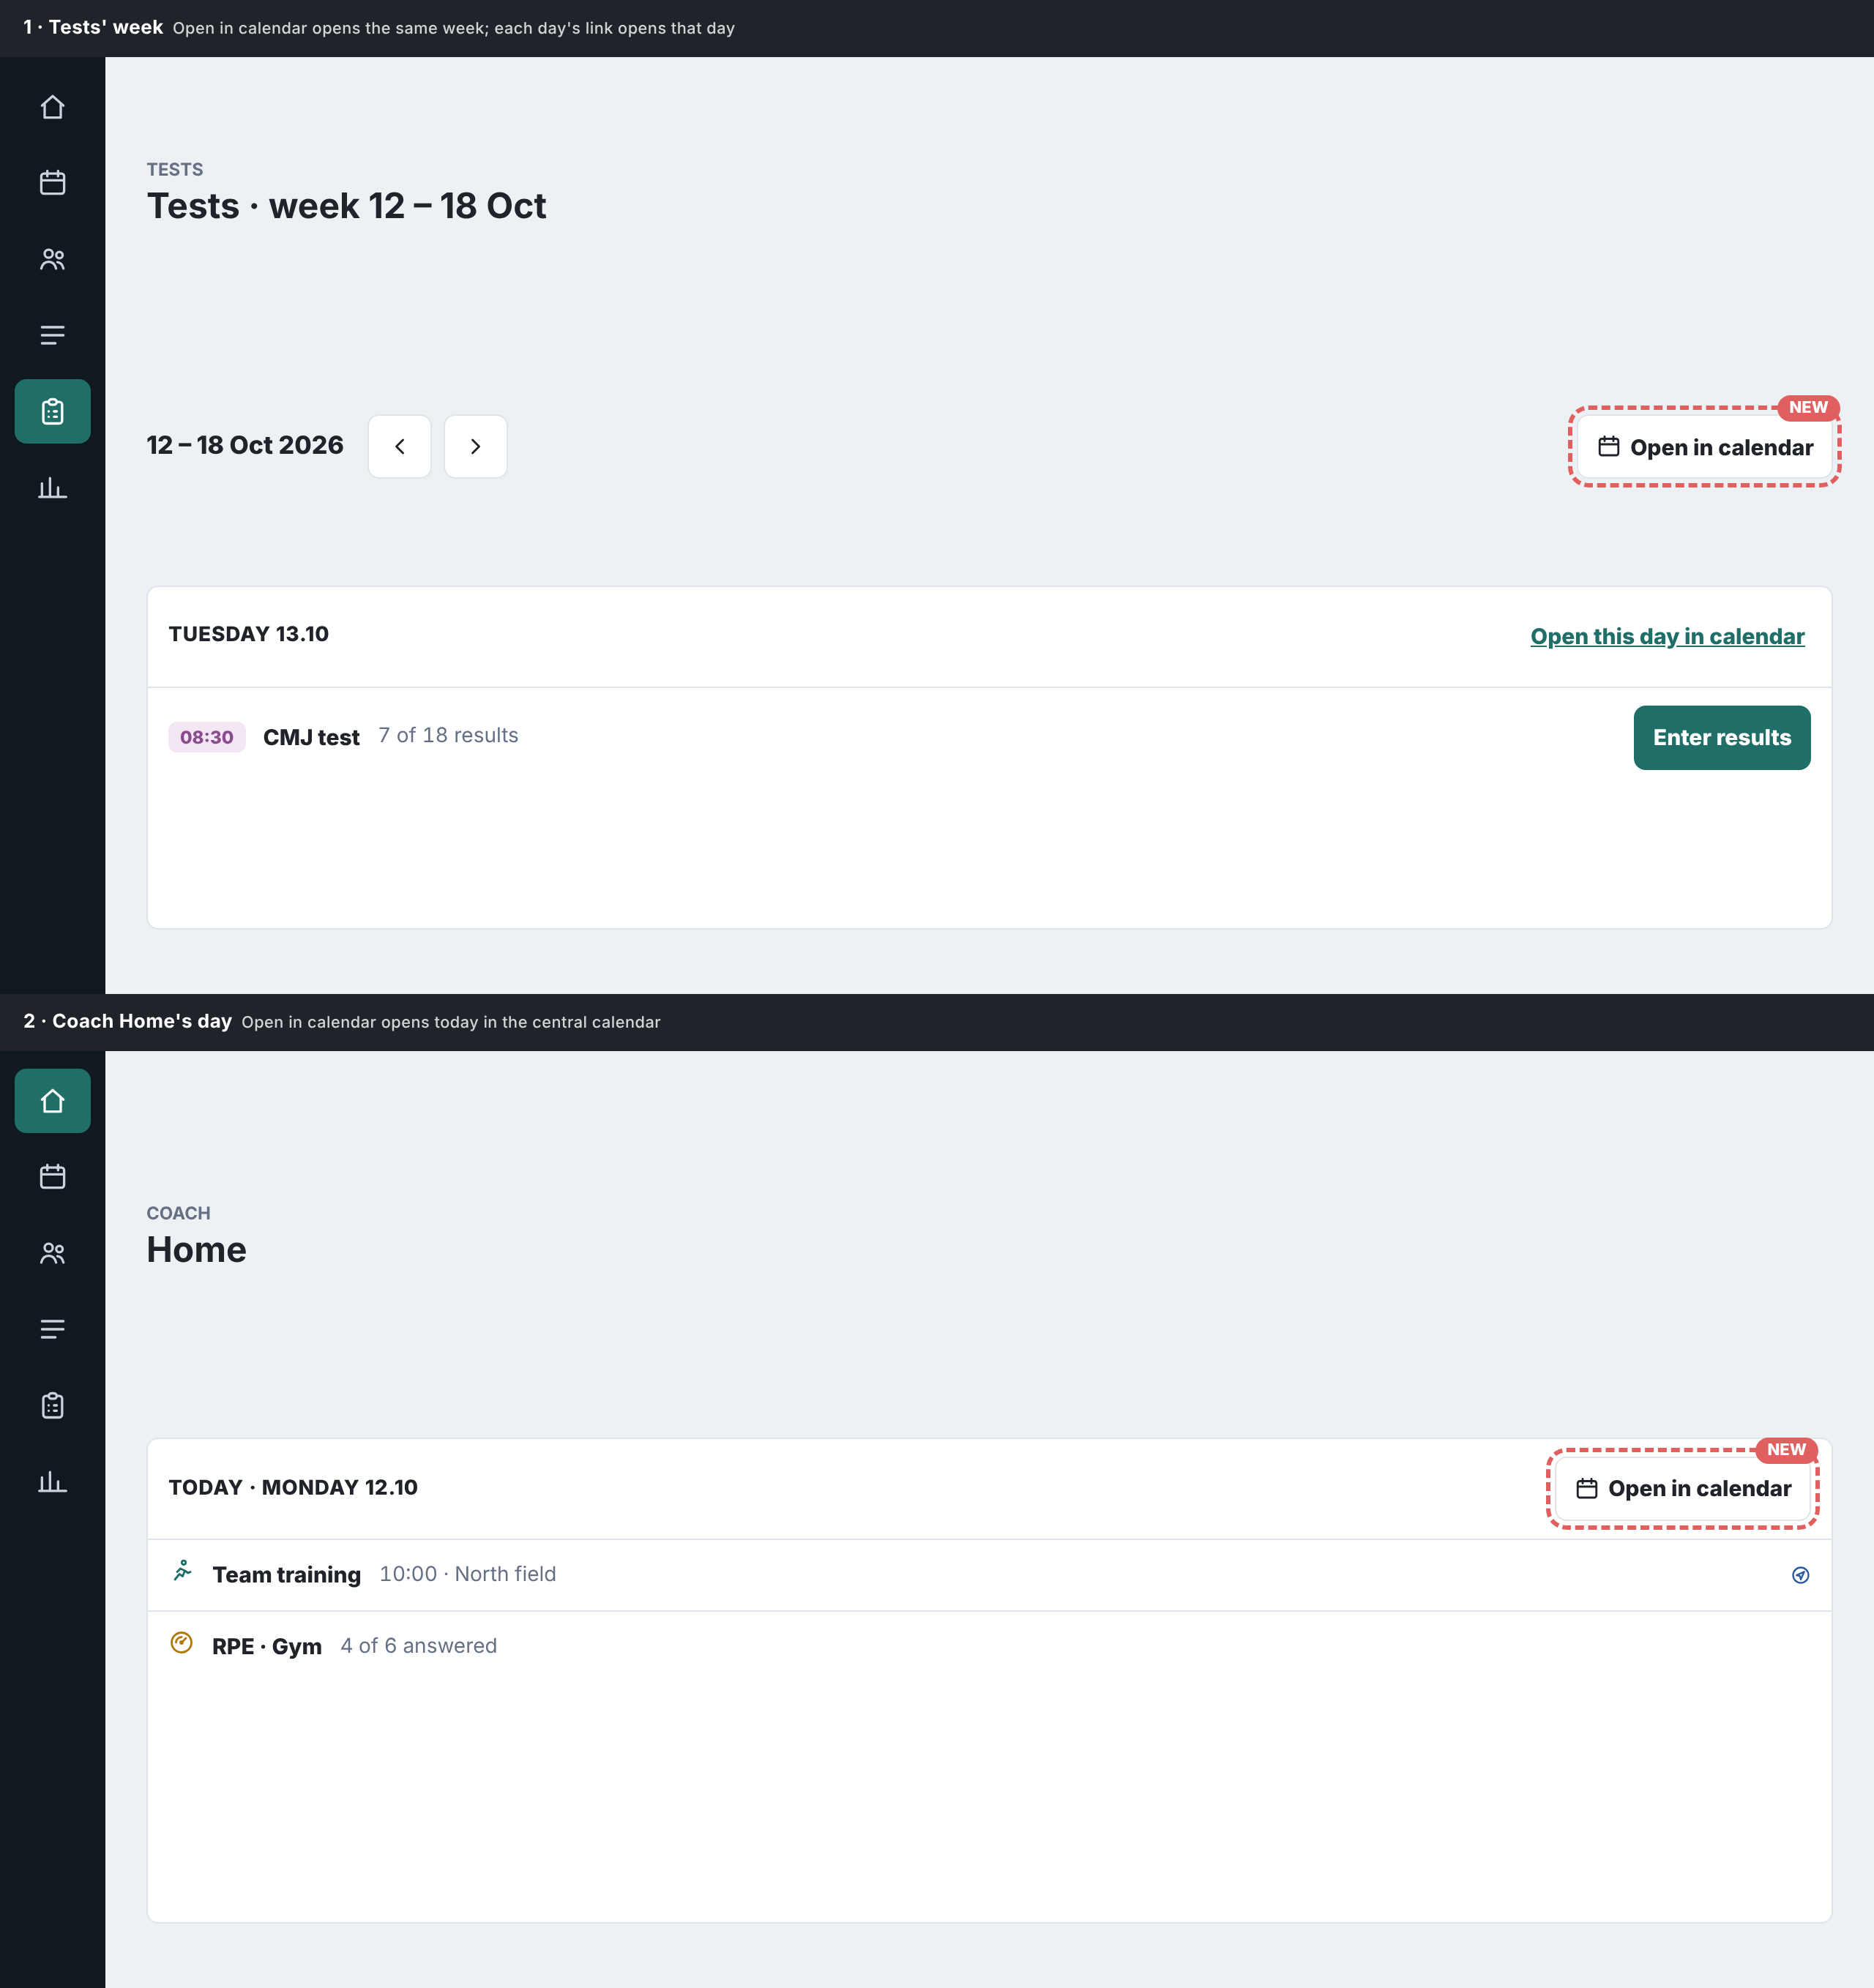 1 · Tests' week Open in calendar opens the same week; each day's link opens that day
TESTS
Tests · week 12 – 18 Oct
12 – 18 Oct 2026
NEW
Open in calendar
TUESDAY 13.10
Open this day in calendar
08:30 CMJ test 7 of 18 results
Enter results
2 · Coach Home's day Open in calendar opens today in the central calendar
COACH
Home
TODAY · MONDAY 12.10
NEW
Open in calendar
Team training 10:00 · North field
RPE · Gym 4 of 6 answered